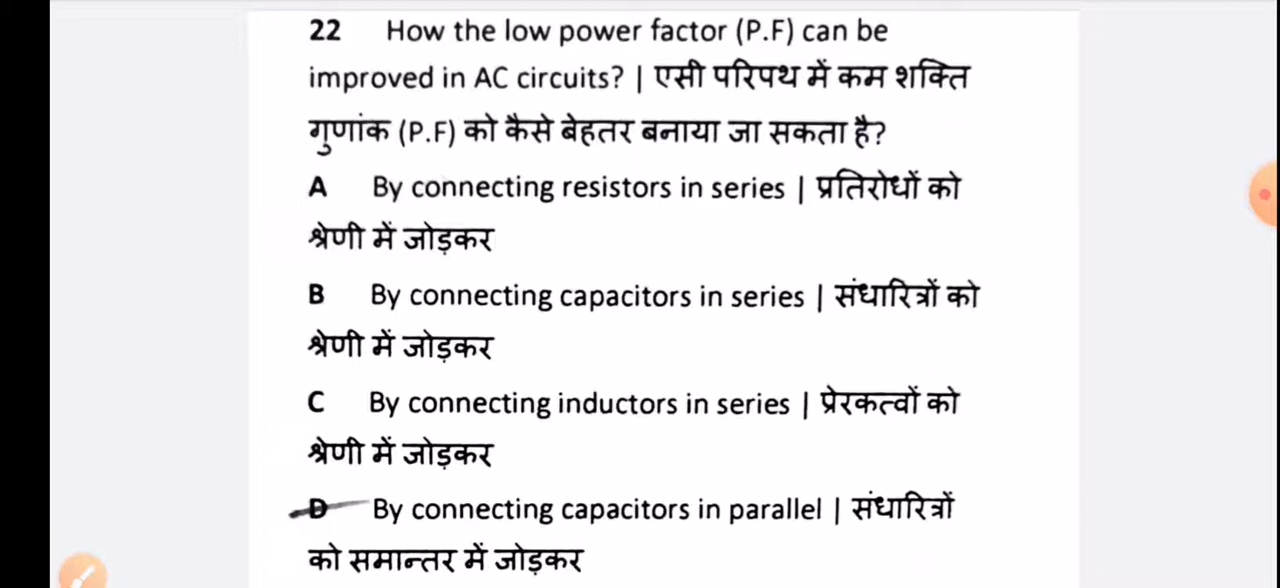 22 How the low power factor (P.F) can be
improved in AC circuits? | एसी परिपथ में कम शक्ति
गुणांक (P.F) को कैसे बेहतर बनाया जा सकता है?
A By connecting resistors in series | प्रतिरोधों को
श्रेणी में जोड़कर
B By connecting capacitors in series | संधारित्रों को
श्रेणी में जोड़कर
C By connecting inductors in series | प्रेरकत्वों को
श्रेणी में जोड़कर
D By connecting capacitors in parallel | संधारित्रों
को समान्तर में जोड़कर